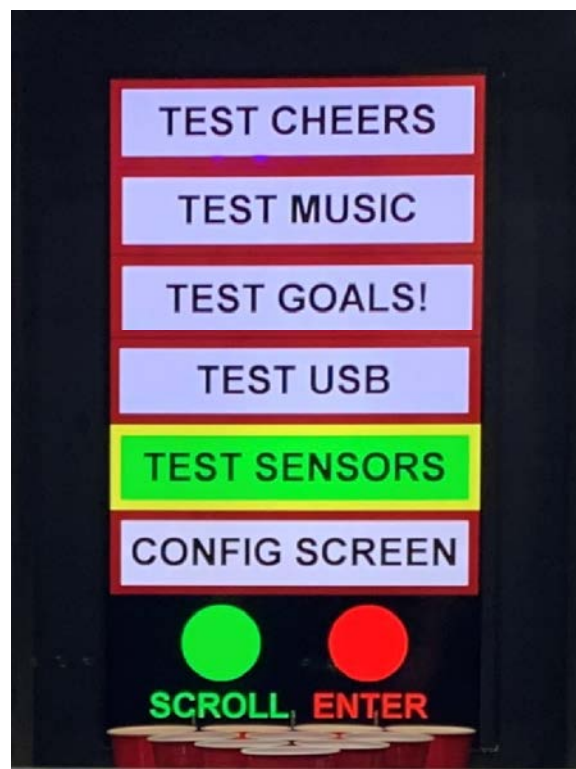 TEST CHEERS
TEST MUSIC
TEST GOALS!
TEST USB
TEST SENSORS
CONFIG SCREEN
SCROLL ENTER